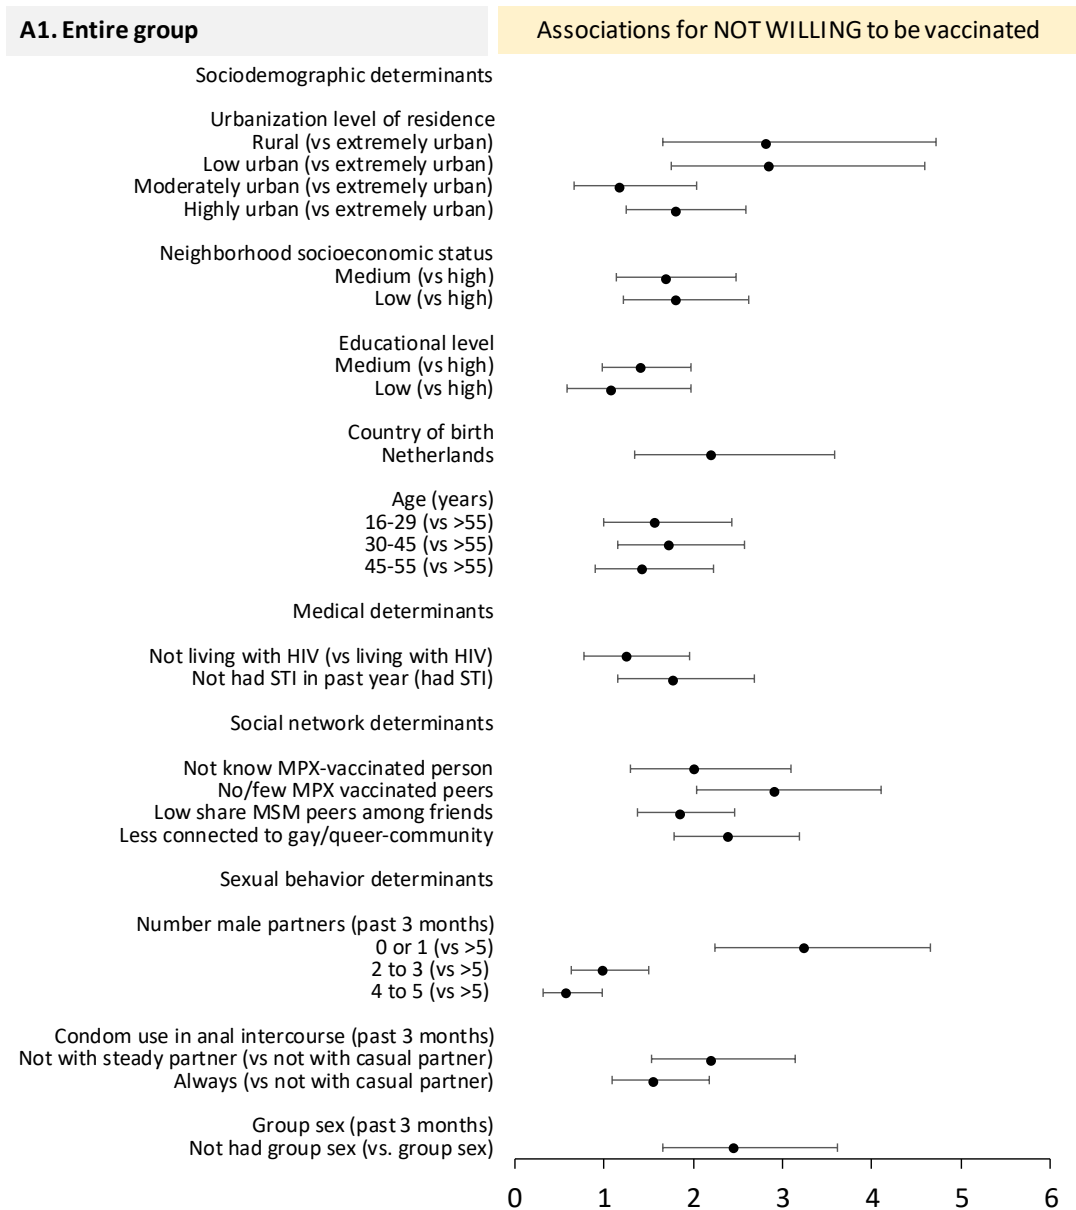 A1. Entire group
Associations for NOT WILLING to be vaccinated
Sociodemographic determinants
Urbanization level of residence
Rural (vs extremely urban)
Low urban (vs extremely urban)
Moderately urban (vs extremely urban)
Highly urban (vs extremely urban)
Neighborhood socioeconomic status
Medium (vs high)
Low (vs high)
Educational level
Medium (vs high)
Low (vs high)
Country of birth
Netherlands
Age (years)
16-29 (vs >55)
30-45 (vs >55)
45-55 (vs >55)
Medical determinants
Not living with HIV (vs living with HIV)
Not had STI in past year (had STI)
Social network determinants
Not know MPX-vaccinated person
No/few MPX vaccinated peers
Low share MSM peers among friends
Less connected to gay/queer-community
Sexual behavior determinants
Number male partners (past 3 months)
0 or 1 (vs >5)
2 to 3 (vs >5)
4 to 5 (vs >5)
Condom use in anal intercourse (past 3 months)
Not with steady partner (vs not with casual partner)
Always (vs not with casual partner)
Group sex (past 3 months)
Not had group sex (vs. group sex)
0 1 2 3 4 5 6